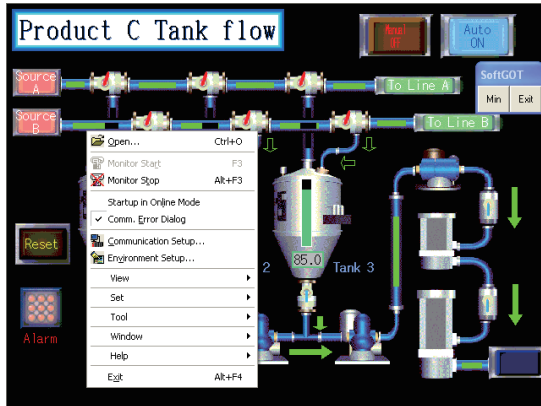 Product C Tank flow
Manual
OFF
Auto
ON
SoftGOT
Min
Exit
Source
A
To Line A
Source
B
To Line B
Open... Ctrl+O
Monitor Start F3
Monitor Stop Alt+F3
Startup in Online Mode
Comm. Error Dialog
Communication Setup...
Environment Setup...
View
Set
Tool
Window
Help
Exit Alt+F4
Reset
Alarm
85.0
2
Tank 3